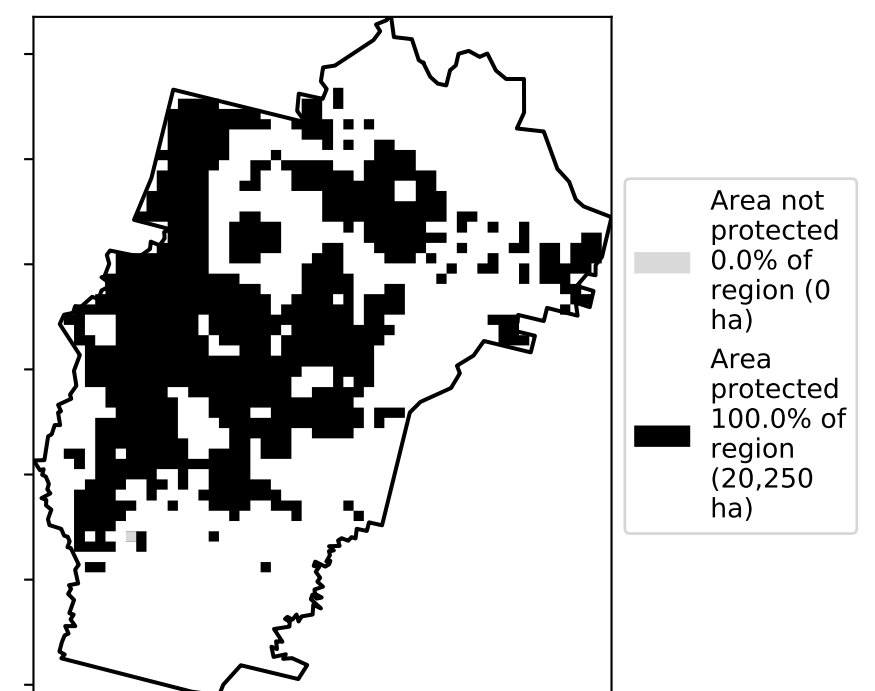 Area not
protected
0.0% of
region (0
ha)
Area
protected
100.0% of
region
(20,250
ha)